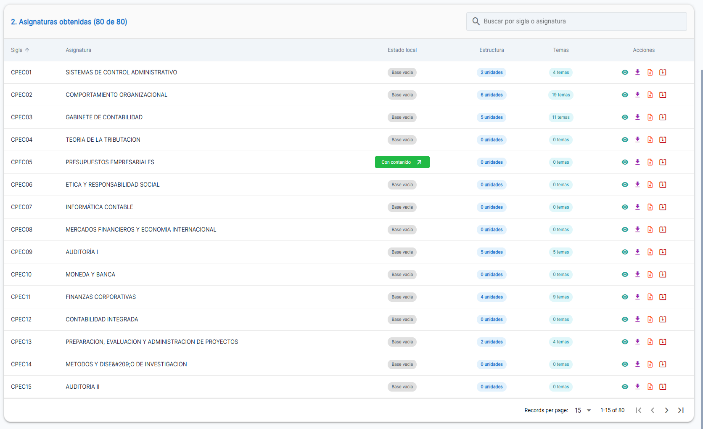 2. Asignaturas obtenidas (80 de 80) Buscar por sigla o asignatura
Sigla Asignatura Estado local Estructura Temas Acciones
CPEC01 SISTEMAS DE CONTROL ADMINISTRATIVO Base vacía 3 unidades 4 temas
CPEC02 COMPORTAMIENTO ORGANIZACIONAL Base vacía 6 unidades temas
CPEC03 GABINETE DE CONTABILIDAD Base vacía 5 unidades 11 temas
CPEC04 TEORIA DE LA TRIBUTACION Base vacía 0 unidades 0 temas
CPEC05 PRESUPUESTOS EMPRESARIALES Con contenido 0 unidades 0 temas
CPEC06 ETICA Y RESPONSABILIDAD SOCIAL Base vacía 0 unidades 0 temas
CPEC07 INFORMÁTICA CONTABLE Base vacía 0 unidades 0 temas
CPEC08 MERCADOS FINANCIEROS Y ECONOMIA INTERNACIONAL Base vacía 0 unidades 0 temas
CPEC09 AUDITORÍA I Base vacía 5 unidades 5 temas
CPEC10 MONEDA Y BANCA Base vacía 0 unidades 0 temas
CPEC11 FINANZAS CORPORATIVAS Base vacía 4 unidades 9 temas
CPEC12 CONTABILIDAD INTEGRADA Base vacía 0 unidades 0 temas
CPEC13 PREPARACION, EVALUACION Y ADMINISTRACION DE PROYECTOS Base vacía 2 unidades 4 temas
CPEC14 METODOS Y DISE&#209;O DE INVESTIGACION Base vacía 0 unidades 0 temas
CPEC15 AUDITORIA II Base vacía 0 unidades 0 temas
Records per page: 15 1-15 of 80